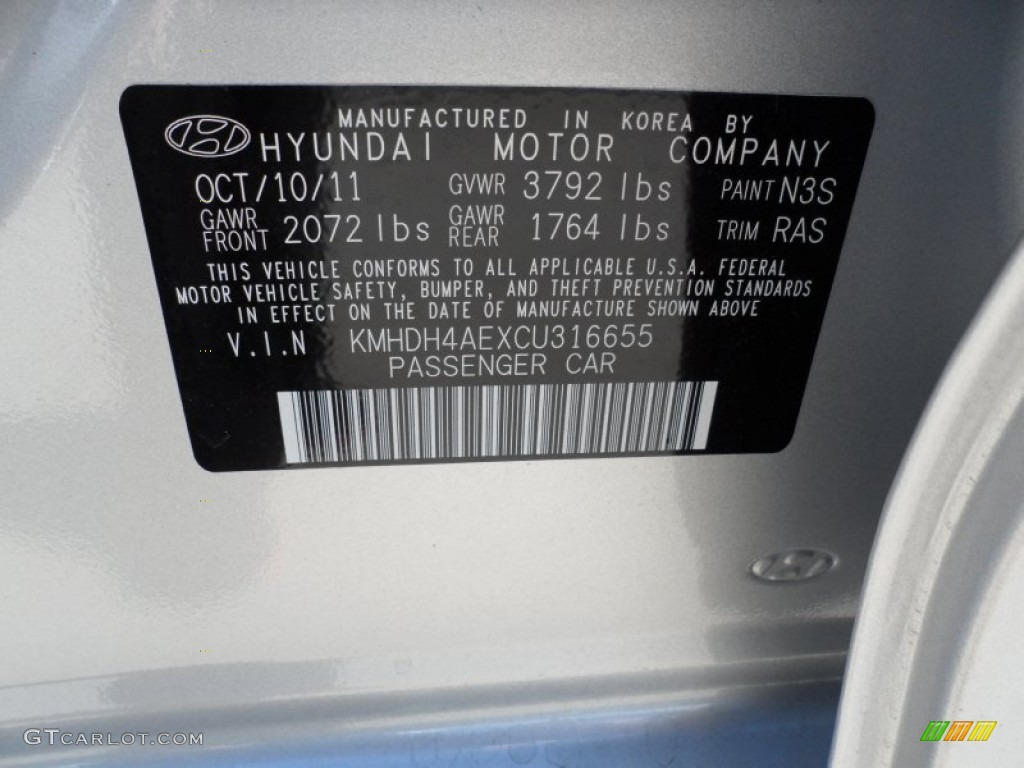 MANUFACTURED IN KOREA BY
HYUNDAI MOTOR COMPANY
OCT/10/11 GVWR 3792 lbs PAINT N3S
GAWR FRONT 2072 lbs GAWR REAR 1764 lbs TRIM RAS
THIS VEHICLE CONFORMS TO ALL APPLICABLE U.S.A. FEDERAL
MOTOR VEHICLE SAFETY, BUMPER, AND THEFT PREVENTION STANDARDS
IN EFFECT ON THE DATE OF MANUFACTURE SHOWN ABOVE
V.I.N KMHDH4AEXCU316655
PASSENGER CAR
GTCARLOT.COM